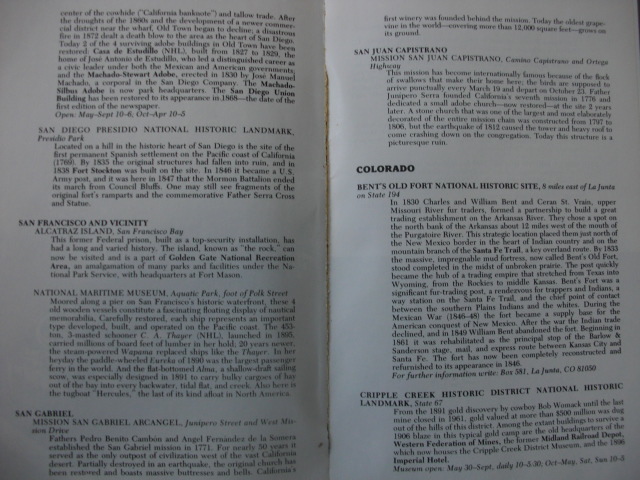 center of the cowhide ("California banknote") and tallow trade. After
the droughts of the 1860s and the development of a newer commer-
cial district near the wharf, Old Town began to decline; a disastrous
fire in 1872 dealt a death blow to the area as the heart of San Diego.
Today 2 of the 4 surviving adobe buildings in Old Town have been
restored: Casa de Estudillo (NHL), built from 1827 to 1829, the
home of José Antonio de Estudillo, who led a distinguished career as
a civic leader under both the Mexican and American governments,
and the Machado-Stewart Adobe, erected in 1830 by José Manuel
Machado, a corporal in the San Diego Company. The Machado-
Silbus Adobe is now park headquarters. The San Diego Union
Building has been restored to its appearance in 1868—the date of the
first edition of the newspaper.
Open: May-Sept 10-6, Oct-Apr 10-5
SAN DIEGO PRESIDIO NATIONAL HISTORIC LANDMARK,
Presidio Park
Located on a hill in the historic heart of San Diego is the site of the
first permanent Spanish settlement on the Pacific coast of California
(1769). By 1835 the original structures had fallen into ruin, and in
1838 Fort Stockton was built on the site. In 1846 it became a U.S.
Army post, and it was here in 1847 that the Mormon Battalion ended
its march from Council Bluffs. One may still see fragments of the
original fort's ramparts and the commemorative Father Serra Cross
and Statue.
SAN FRANCISCO AND VICINITY
ALCATRAZ ISLAND, San Francisco Bay
This former Federal prison, built as a top-security installation, has
had a long and varied history. The island, known as "the rock," can
now be visited and is a part of Golden Gate National Recreation
Area, an amalgamation of many parks and facilities under the Na-
tional Park Service, with headquarters at Fort Mason.
NATIONAL MARITIME MUSEUM, Aquatic Park, foot of Polk Street
Moored along a pier on San Francisco's historic waterfront, these 4
old wooden vessels constitute a fascinating floating display of nautical
memorabilia. Carefully restored, each ship represents an important
type developed, built, and operated on the Pacific coast. The 453-
ton, 3-masted schooner C. A. Thayer (NHL), launched in 1895,
carried millions of board feet of lumber in her hold; 20 years newer,
the steam-powered Wapama replaced ships like the Thayer. In her
heyday the paddle-wheeled Eureka of 1890 was the largest passenger
ferry in the world. And the flat-bottomed Alma, a shallow-draft sailing
scow, was especially designed in 1891 to carry bulky cargoes of hay
out of the bay into every backwater, tidal flat, and creek. Also here is
the tugboat "Hercules," the last of its kind afloat in North America.
SAN GABRIEL
MISSION SAN GABRIEL ARCANGEL, Junipero Street and West Mis-
sion Drive
Fathers Pedro Benito Cambón and Angel Fernández de la Somera
established the San Gabriel mission in 1771. For nearly 50 years it
served as the only outpost of civilization west of the vast California
desert. Partially destroyed in an earthquake, the original church has
been restored and boasts massive buttresses and bells. California's
first winery was founded behind the mission. Today the oldest grape-
vine in the world—covering more than 12,000 square feet—grows on
its ground.
SAN JUAN CAPISTRANO
MISSION SAN JUAN CAPISTRANO, Camino Capistrano and Ortega
Highway
This mission has become internationally famous because of the flock
of swallows that make their home here; the birds are supposed to
arrive punctually every March 19 and depart on October 23. Father
Junípero Serra founded California's seventh mission in 1776 and
dedicated a small adobe church—now restored—at the site 2 years
later. A stone church that was one of the largest and most elaborately
decorated of the entire mission chain was constructed from 1797 to
1806, but the earthquake of 1812 caused the tower and heavy roof to
come crashing down on the congregation. Today this structure is a
picturesque ruin.
COLORADO
BENT'S OLD FORT NATIONAL HISTORIC SITE, 8 miles east of La Junta
on State 194
In 1830 Charles and William Bent and Ceran St. Vrain, upper
Missouri River fur traders, formed a partnership to build a great
trading establishment on the Arkansas River. They chose a spot on
the north bank of the Arkansas about 12 miles west of the mouth of
the Purgatoire River. This strategic location placed them just north of
the New Mexico border in the heart of Indian country and on the
mountain branch of the Santa Fe Trail, a key overland route. By 1833
the massive, impregnable mud fortress, now called Bent's Old Fort,
stood completed in the midst of unbroken prairie. The post quickly
became the hub of a trading empire that stretched from Texas into
Wyoming, from the Rockies to middle Kansas. Bent's Fort was a
significant fur-trading post, a rendezvous for trappers and Indians, a
way station on the Santa Fe Trail, and the chief point of contact
between the southern Plains Indians and the whites. During the
Mexican War (1846-48) the fort became a supply base for the
American conquest of New Mexico. After the war the Indian trade
declined, and in 1849 William Bent abandoned the fort. Beginning in
1861 it was rehabilitated as the principal stop of the Barlow &
Sanderson stage, mail, and express route between Kansas City and
Santa Fe. The fort has now been completely reconstructed and
refurnished to its appearance in 1846.
For further information write: Box 581, La Junta, CO 81050
CRIPPLE CREEK HISTORIC DISTRICT NATIONAL HISTORIC
LANDMARK, State 67
From the 1891 gold discovery by cowboy Bob Womack until the last
mine closed in 1961, gold valued at more than $500 million was dug
out of the hills of this district. Among the extant buildings to survive a
1906 blaze in this typical gold camp are the old headquarters of the
Western Federation of Mines, the former Midland Railroad Depot,
which now houses the Cripple Creek District Museum, and the 1896
Imperial Hotel.
Museum open: May 30-Sept, daily 10-5:30; Oct-May, Sat, Sun 10-5